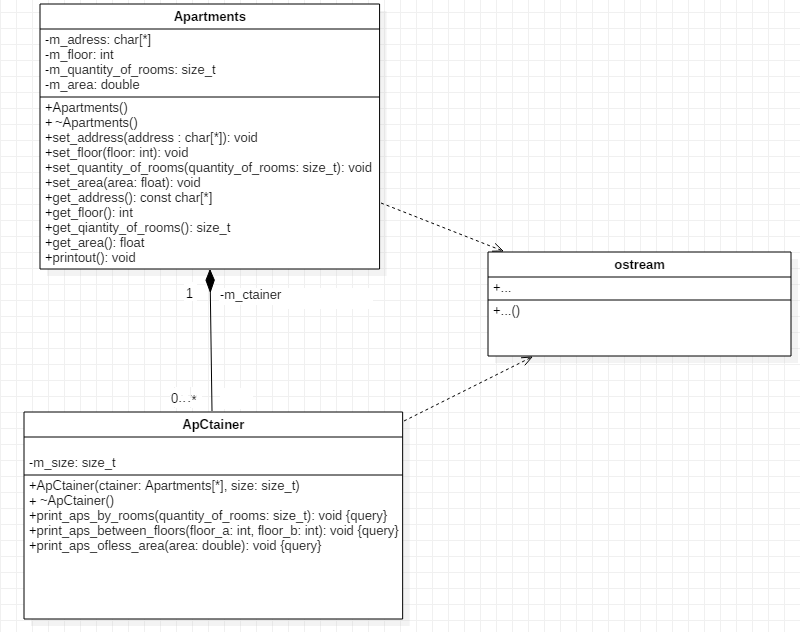 Apartments
-m_adress: char[*]
-m_floor: int
-m_quantity_of_rooms: size_t
-m_area: double
+Apartments()
+ ~Apartments()
+set_address(address : char[*]): void
+set_floor(floor: int): void
+set_quantity_of_rooms(quantity_of_rooms: size_t): void
+set_area(area: float): void
+get_address(): const char[*]
+get_floor(): int
+get_qiantity_of_rooms(): size_t
+get_area(): float
+printout(): void
ostream
+...
+...()
1
-m_ctainer
0...*
ApCtainer
-m_size: size_t
+ApCtainer(ctainer: Apartments[*], size: size_t)
+ ~ApCtainer()
+print_aps_by_rooms(quantity_of_rooms: size_t): void {query}
+print_aps_between_floors(floor_a: int, floor_b: int): void {query}
+print_aps_ofless_area(area: double): void {query}